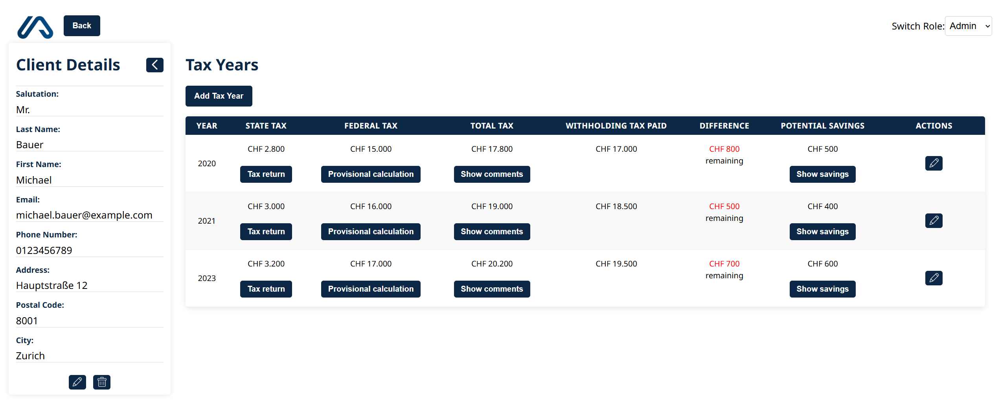 Back
Switch Role: Admin
Client Details
Salutation:
Mr.
Last Name:
Bauer
First Name:
Michael
Email:
michael.bauer@example.com
Phone Number:
0123456789
Address:
Hauptstraße 12
Postal Code:
8001
City:
Zurich
Tax Years
Add Tax Year
YEAR STATE TAX FEDERAL TAX TOTAL TAX WITHHOLDING TAX PAID DIFFERENCE POTENTIAL SAVINGS ACTIONS
CHF 2.800 CHF 15.000 CHF 17.800 CHF 17.000 CHF 800 CHF 500
remaining
2020
Tax return Provisional calculation Show comments Show savings
CHF 3.000 CHF 16.000 CHF 19.000 CHF 18.500 CHF 500 CHF 400
remaining
2021
Tax return Provisional calculation Show comments Show savings
CHF 3.200 CHF 17.000 CHF 20.200 CHF 19.500 CHF 700 CHF 600
remaining
2023
Tax return Provisional calculation Show comments Show savings